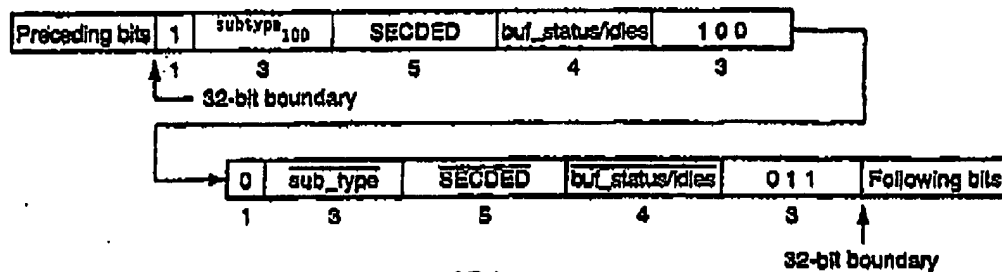 Preceding bits 1 subtype100 SECDED buf_status/idles 1 0 0
1 3 5 4 3
32-bit boundary
0 sub_type SECDED buf_status/idles 0 1 1 Following bits
1 3 5 4 3
32-bit boundary